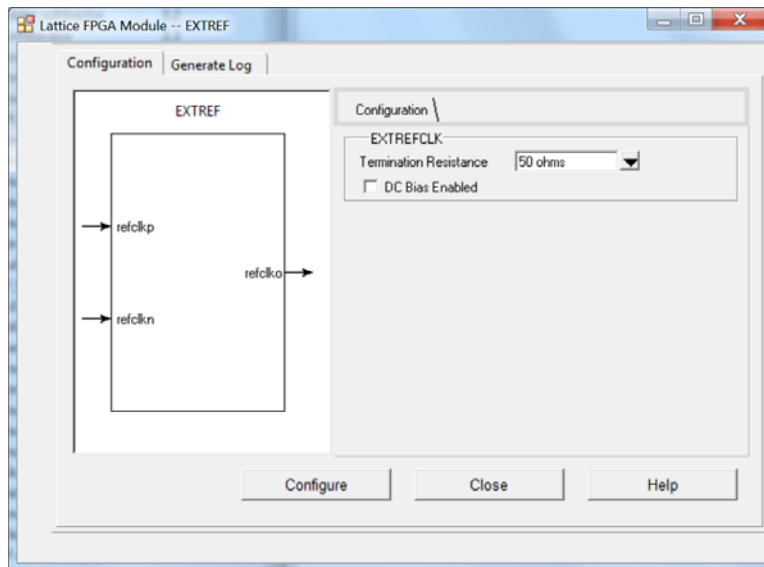 Lattice FPGA Module -- EXTREF
Configuration
Generate Log
EXTREF
refclkp
refclko
refclkn
Configuration
EXTREFCLK
Termination Resistance
50 ohms
DC Bias Enabled
Configure
Close
Help